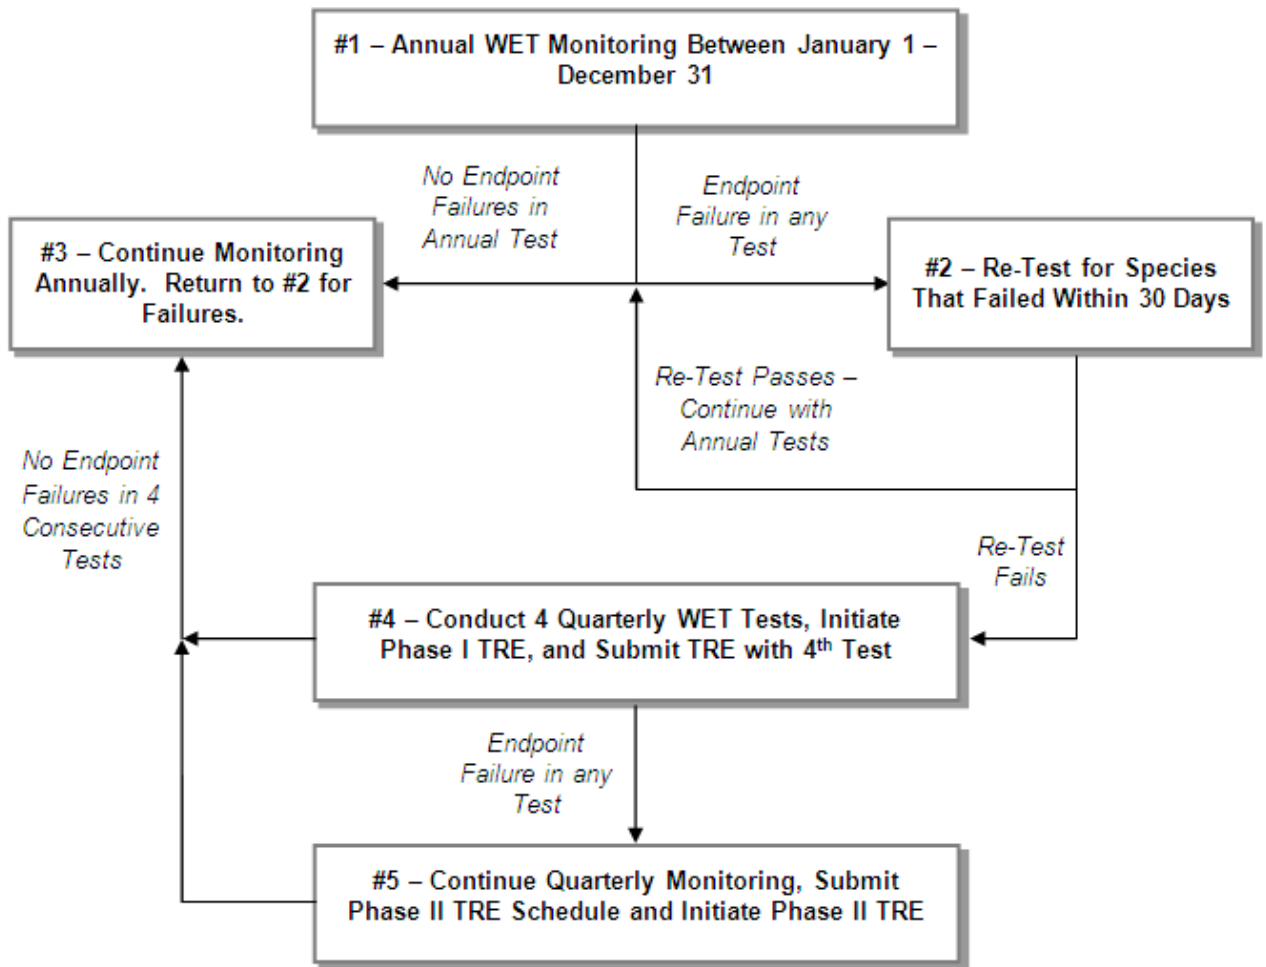 #1 – Annual WET Monitoring Between January 1 –
December 31
No Endpoint
Failures in
Annual Test
Endpoint
Failure in any
Test
#3 – Continue Monitoring
Annually.  Return to #2 for
Failures.
#2 – Re-Test for Species
That Failed Within 30 Days
Re-Test Passes –
Continue with
Annual Tests
No Endpoint
Failures in 4
Consecutive
Tests
Re-Test
Fails
#4 – Conduct 4 Quarterly WET Tests, Initiate
Phase I TRE, and Submit TRE with 4th Test
Endpoint
Failure in any
Test
#5 – Continue Quarterly Monitoring, Submit
Phase II TRE Schedule and Initiate Phase II TRE